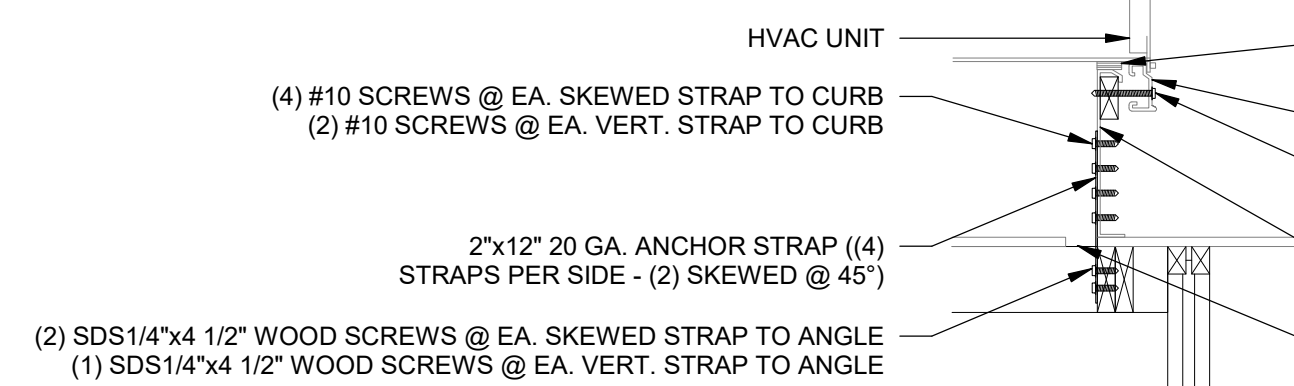 HVAC UNIT
(4) #10 SCREWS @ EA. SKEWED STRAP TO CURB
(2) #10 SCREWS @ EA. VERT. STRAP TO CURB
2"x12" 20 GA. ANCHOR STRAP ((4)
STRAPS PER SIDE - (2) SKEWED @ 45°)
(2) SDS1/4"x4 1/2" WOOD SCREWS @ EA. SKEWED STRAP TO ANGLE
(1) SDS1/4"x4 1/2" WOOD SCREWS @ EA. VERT. STRAP TO ANGLE